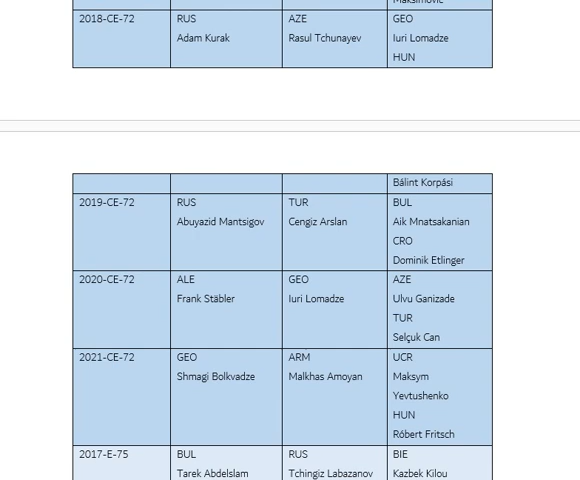 Maksimovic
2018-CE-72 RUS AZE GEO
Adam Kurak Rasul Tchunayev Iuri Lomadze
HUN
Bálint Korpási
2019-CE-72 RUS TUR BUL
Abuyazid Mantsigov Cengiz Arslan Aik Mnatsakanian
CRO
Dominik Etlinger
2020-CE-72 ALE GEO AZE
Frank Stäbler Iuri Lomadze Ulvu Ganizade
TUR
Selçuk Can
2021-CE-72 GEO ARM UCR
Shmagi Bolkvadze Malkhas Amoyan Maksym
Yevtushenko
HUN
Róbert Fritsch
2017-E-75 BUL RUS BIE
Tarek Abdelslam Tchingiz Labazanov Kazbek Kilou